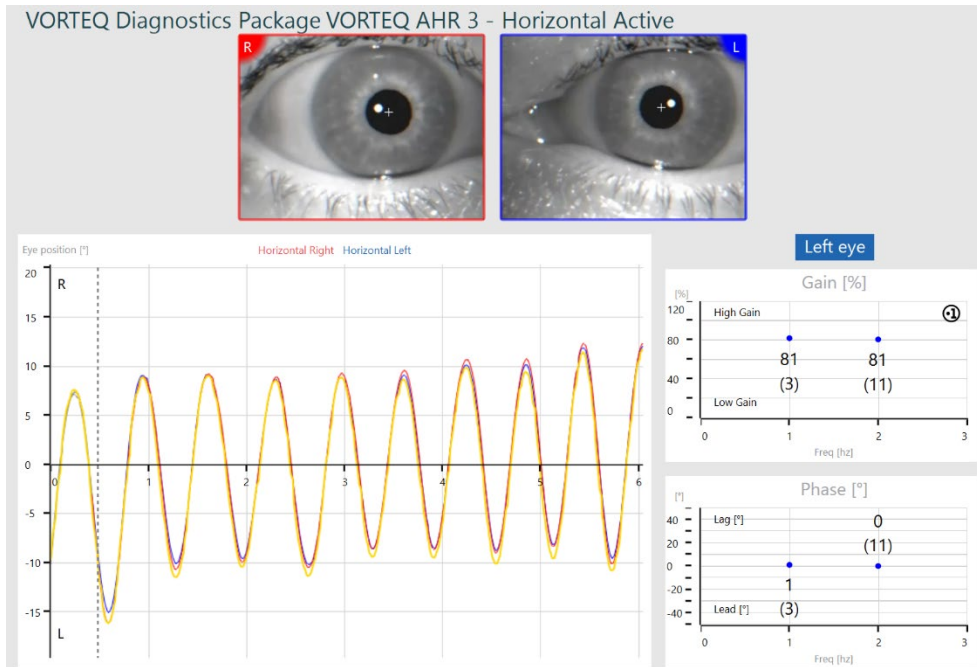 VORTEQ Diagnostics Package VORTEQ AHR 3 - Horizontal Active
R
L
Eye position [°]
Horizontal Right Horizontal Left
20
15
10
5
0
-5
-10
-15
R
L
0 1 2 3 4 5 6
Left eye
Gain [%]
[%]
120
80
40
0
High Gain
1
81 81
(3) (11)
Low Gain
0 1 2 3
Freq [hz]
Phase [°]
[°]
40
20
0
-20
-40
Lag [°]
0
(11)
1
Lead [°] (3)
0 1 2 3
Freq [hz]